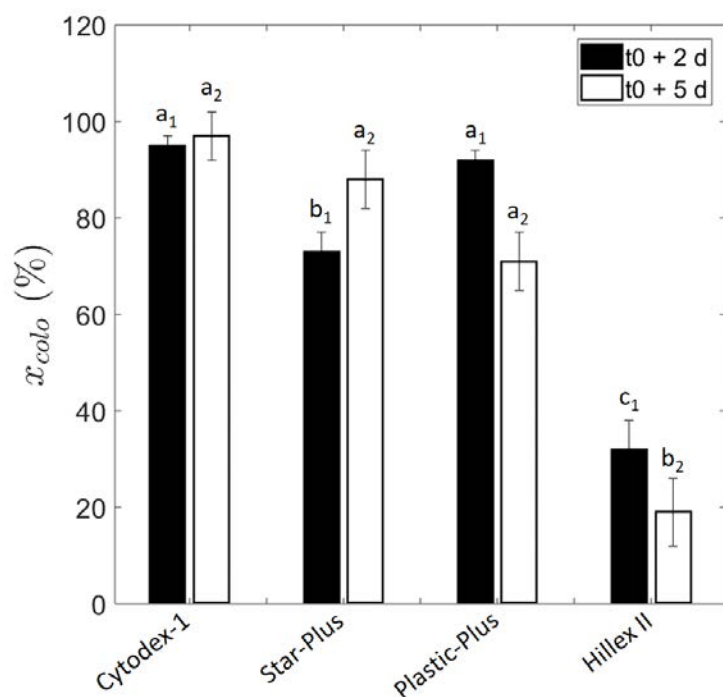 120
100
80
60
40
20
0
x_colo (%)
t0 + 2 d
t0 + 5 d
a₁
a₂
b₁
a₂
a₁
a₂
c₁
b₂
Cytodex-1
Star-Plus
Plastic-Plus
Hillex II